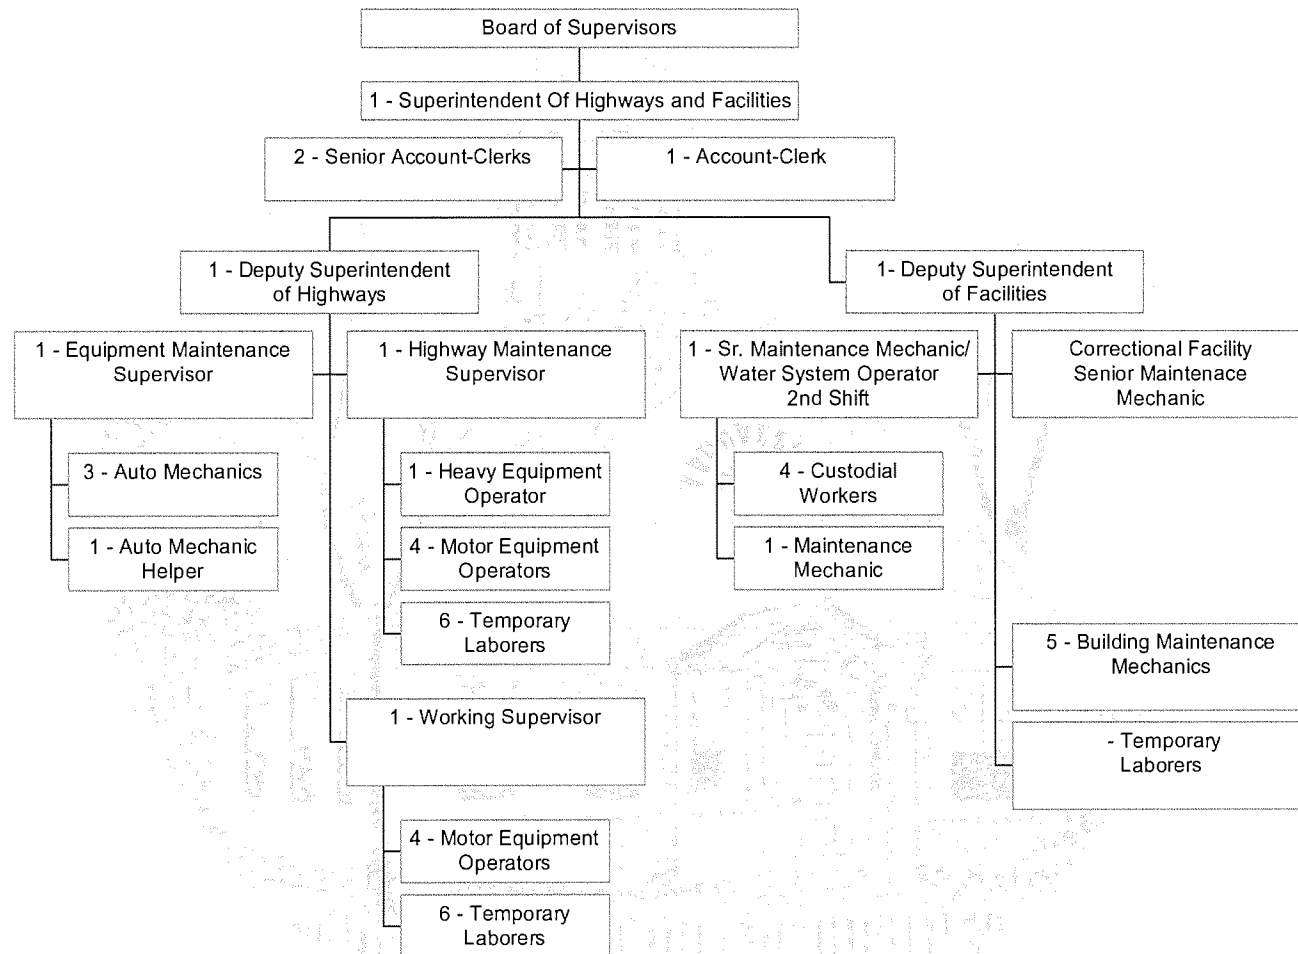 Board of Supervisors
1 - Superintendent Of Highways and Facilities
2 - Senior Account-Clerks
1 - Account-Clerk
1 - Deputy Superintendent
of Highways
1- Deputy Superintendent
of Facilities
1 - Equipment Maintenance
Supervisor
1 - Highway Maintenance
Supervisor
1 - Sr. Maintenance Mechanic/
Water System Operator
2nd Shift
Correctional Facility
Senior Maintenace
Mechanic
3 - Auto Mechanics
1 - Auto Mechanic
Helper
1 - Heavy Equipment
Operator
4 - Motor Equipment
Operators
6 - Temporary
Laborers
4 - Custodial
Workers
1 - Maintenance
Mechanic
5 - Building Maintenance
Mechanics
- Temporary
Laborers
1 - Working Supervisor
4 - Motor Equipment
Operators
6 - Temporary
Laborers